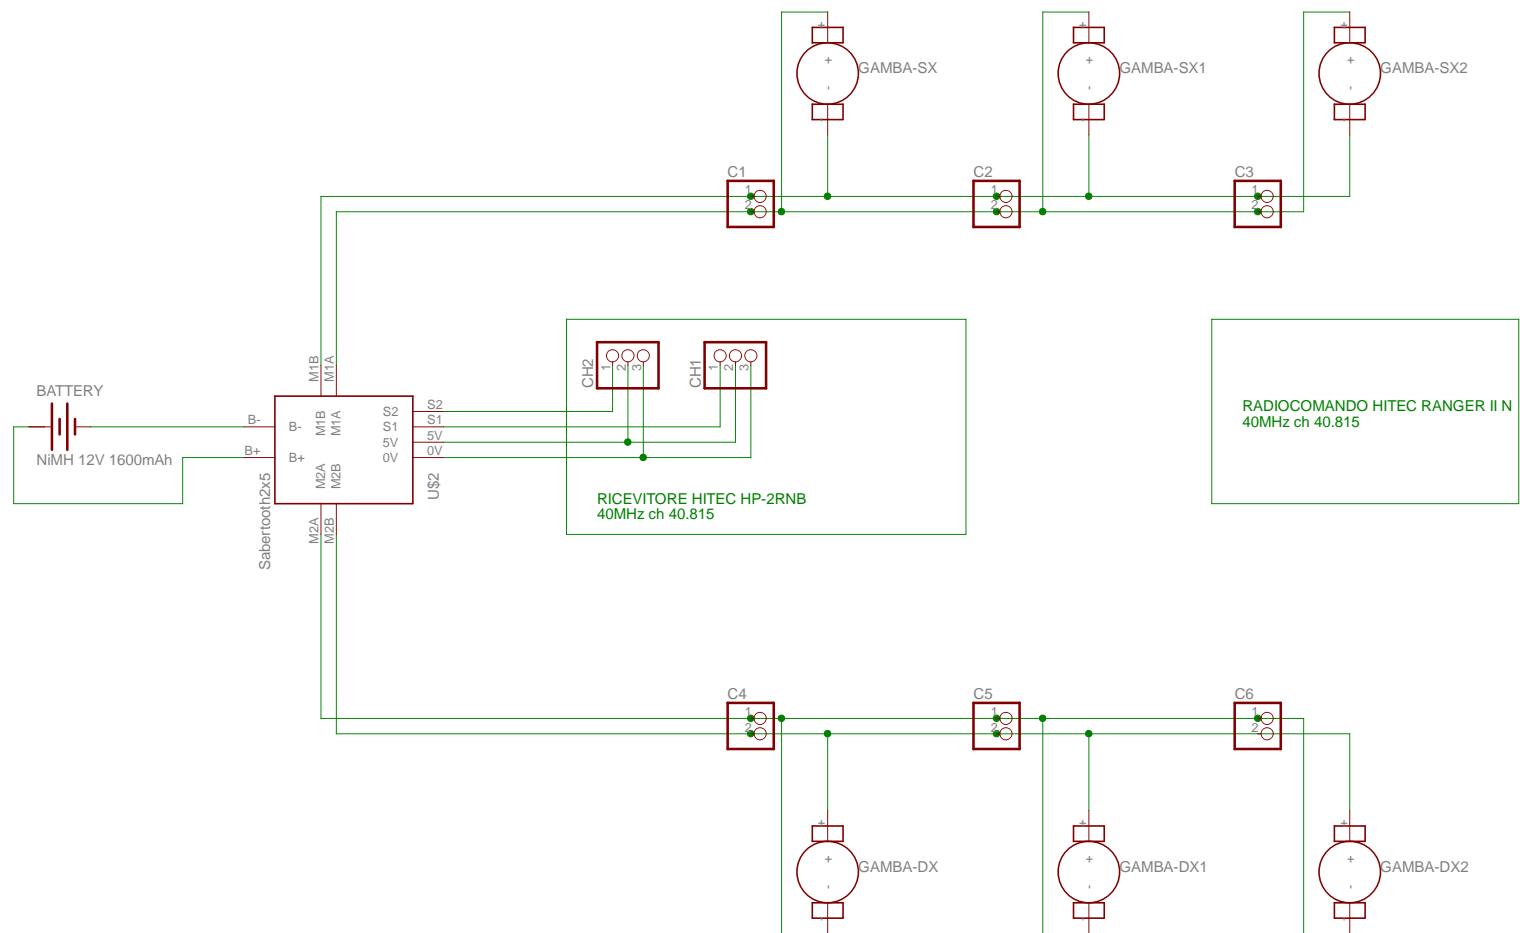 GAMBA-SX
GAMBA-SX1
GAMBA-SX2
+
+
+
+
+
+
-
-
-
C1
C2
C3
1
2
1
2
1
2
M1B
M1A
CH2
1
2
3
CH1
1
2
3
BATTERY
NiMH 12V 1600mAh
B-
B+
B-
B+
M1B
M1A
M2A
M2B
S2
S1
5V
0V
S2
S1
5V
0V
U$2
Sabertooth2x5
M2A
M2B
RICEVITORE HITEC HP-2RNB
40MHz ch 40.815
RADIOCOMANDO HITEC RANGER II N
40MHz ch 40.815
C4
C5
C6
1
2
1
2
1
2
+
+
+
+
+
+
GAMBA-DX
GAMBA-DX1
GAMBA-DX2
-
-
-